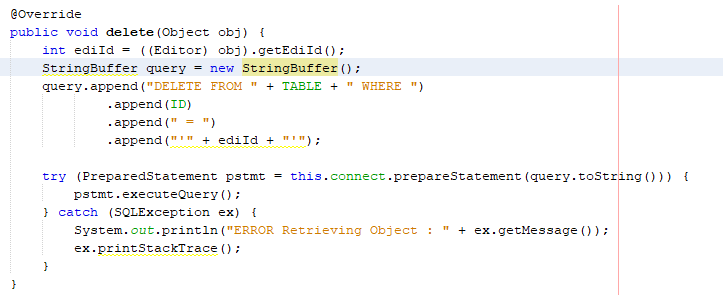 @Override
public void delete(Object obj) {
    int ediId = ((Editor) obj).getEdiId();
    StringBuffer query = new StringBuffer();
    query.append("DELETE FROM " + TABLE + " WHERE ")
            .append(ID)
            .append(" = ")
            .append("'" + ediId + "'");
    try (PreparedStatement pstmt = this.connect.prepareStatement(query.toString())) {
        pstmt.executeQuery();
    } catch (SQLException ex) {
        System.out.println("ERROR Retrieving Object : " + ex.getMessage());
        ex.printStackTrace();
    }
}